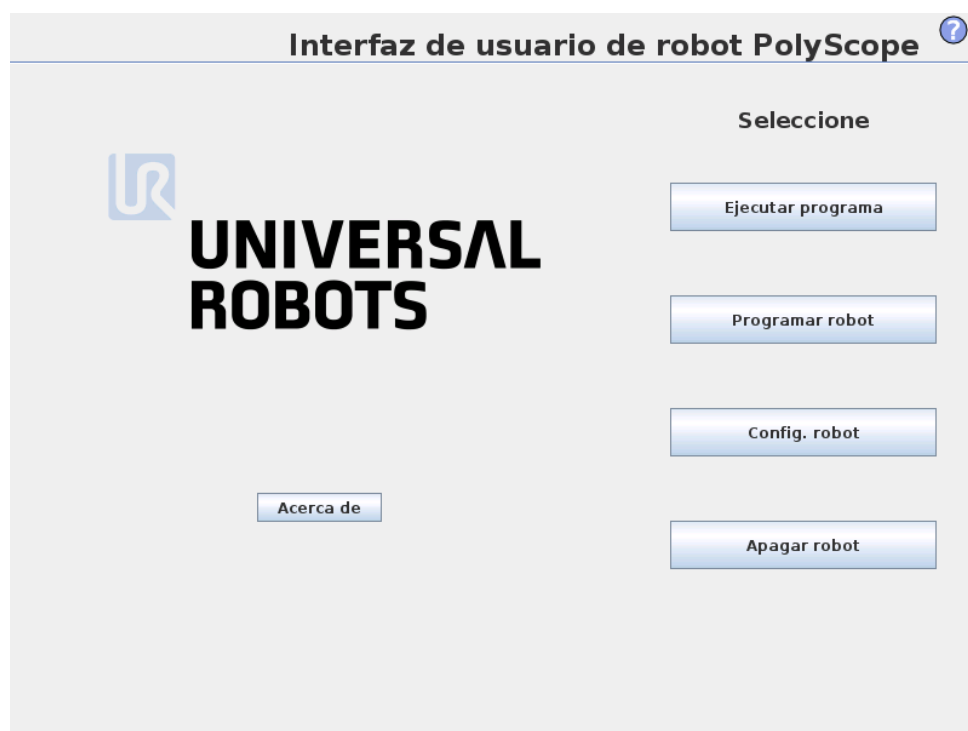 Interfaz de usuario de robot PolyScope
?
Seleccione
UR
UNIVERSAL
ROBOTS
Ejecutar programa
Programar robot
Config. robot
Acerca de
Apagar robot